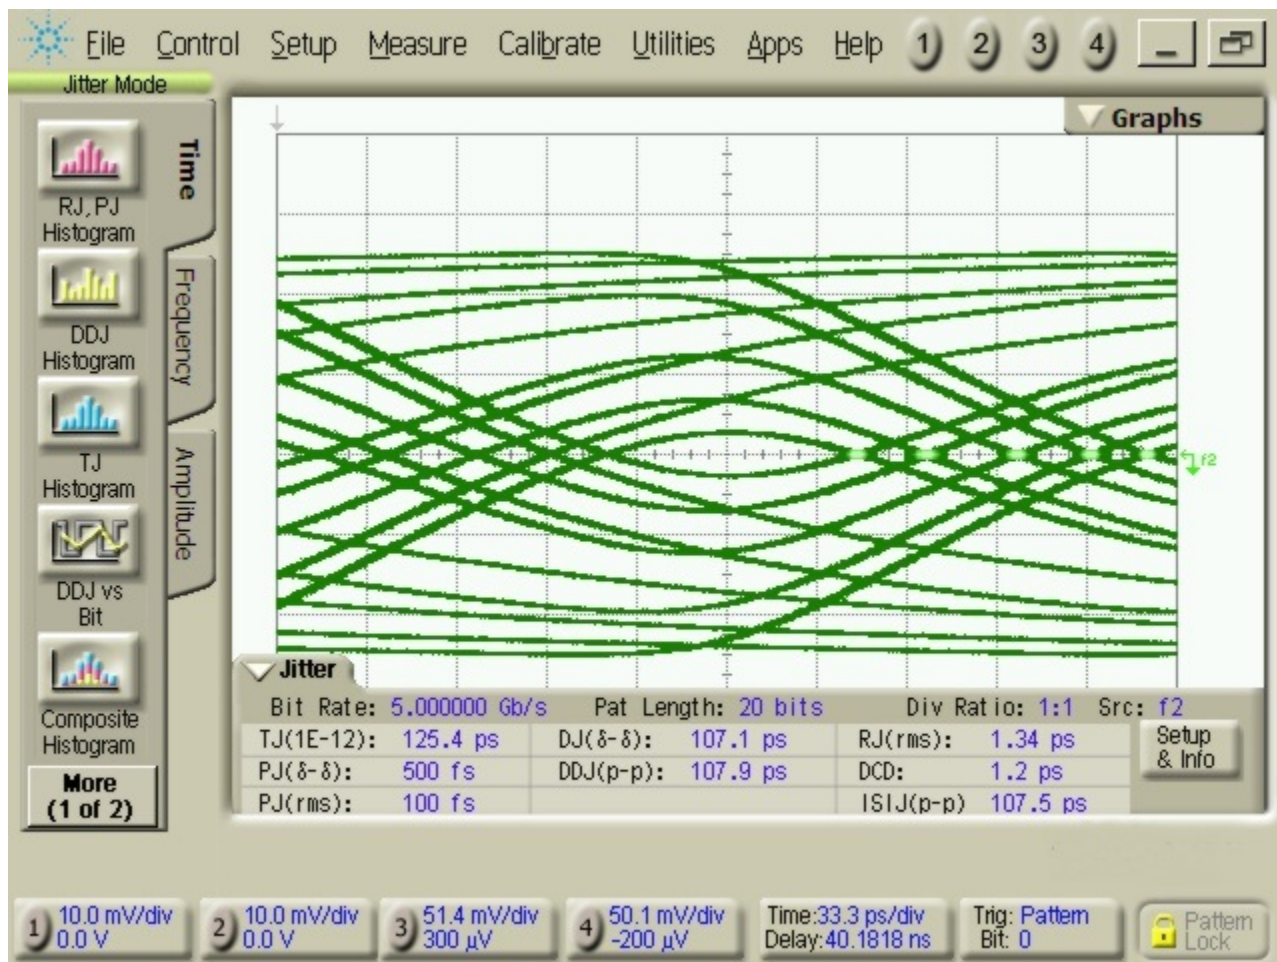 File Control Setup Measure Calibrate Utilities Apps Help 1 2 3 4
Jitter Mode
Graphs
Time
Frequency
Amplitude
RJ, PJ
Histogram
DDJ
Histogram
TJ
Histogram
DDJ vs
Bit
Composite
Histogram
More
(1 of 2)
f2
Jitter
Bit Rate: 5.000000 Gb/s Pat Length: 20 bits Div Ratio: 1:1 Src: f2
TJ(1E-12): 125.4 ps DJ(δ-δ): 107.1 ps RJ(rms): 1.34 ps
PJ(δ-δ): 500 fs DDJ(p-p): 107.9 ps DCD: 1.2 ps
PJ(rms): 100 fs ISIJ(p-p) 107.5 ps
Setup
& Info
1 10.0 mV/div
0.0 V
2 10.0 mV/div
0.0 V
3 51.4 mV/div
300 µV
4 50.1 mV/div
-200 µV
Time:33.3 ps/div
Delay:40.1818 ns
Trig: Pattern
Bit: 0
Pattern
Lock